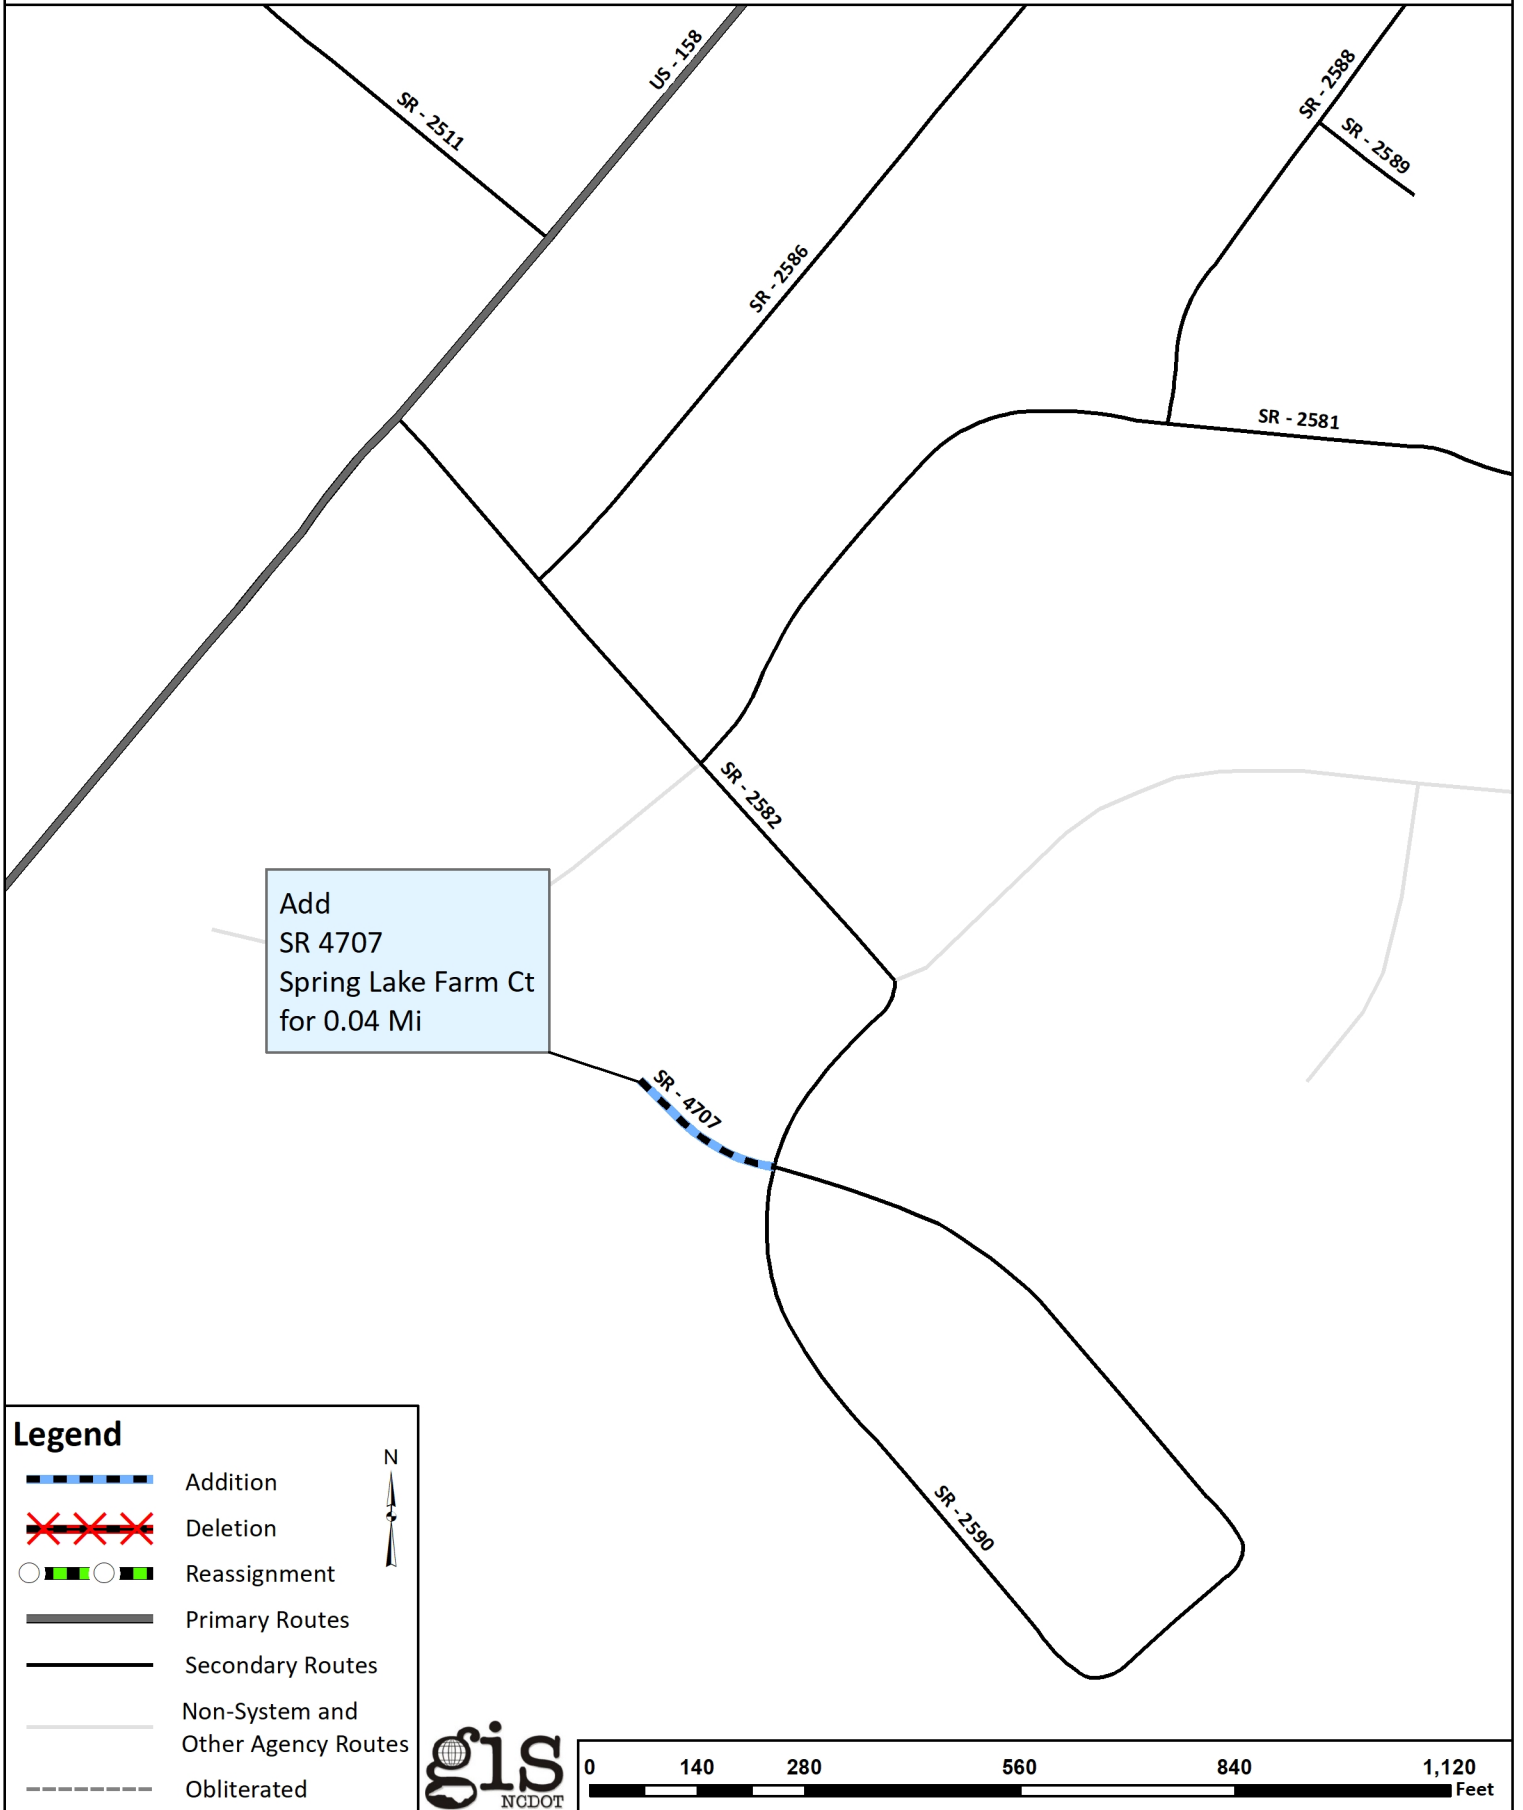 US - 158
SR - 2588
SR - 2511
SR - 2589
SR - 2586
SR - 2581
SR - 2582
Add
SR 4707
Spring Lake Farm Ct
for 0.04 Mi
SR - 4707
SR - 2590
Legend
N
Addition
Deletion
Reassignment
Primary Routes
Secondary Routes
Non-System and
Other Agency Routes
Obliterated
gis
NCDOT
0 140 280 560 840 1,120
Feet